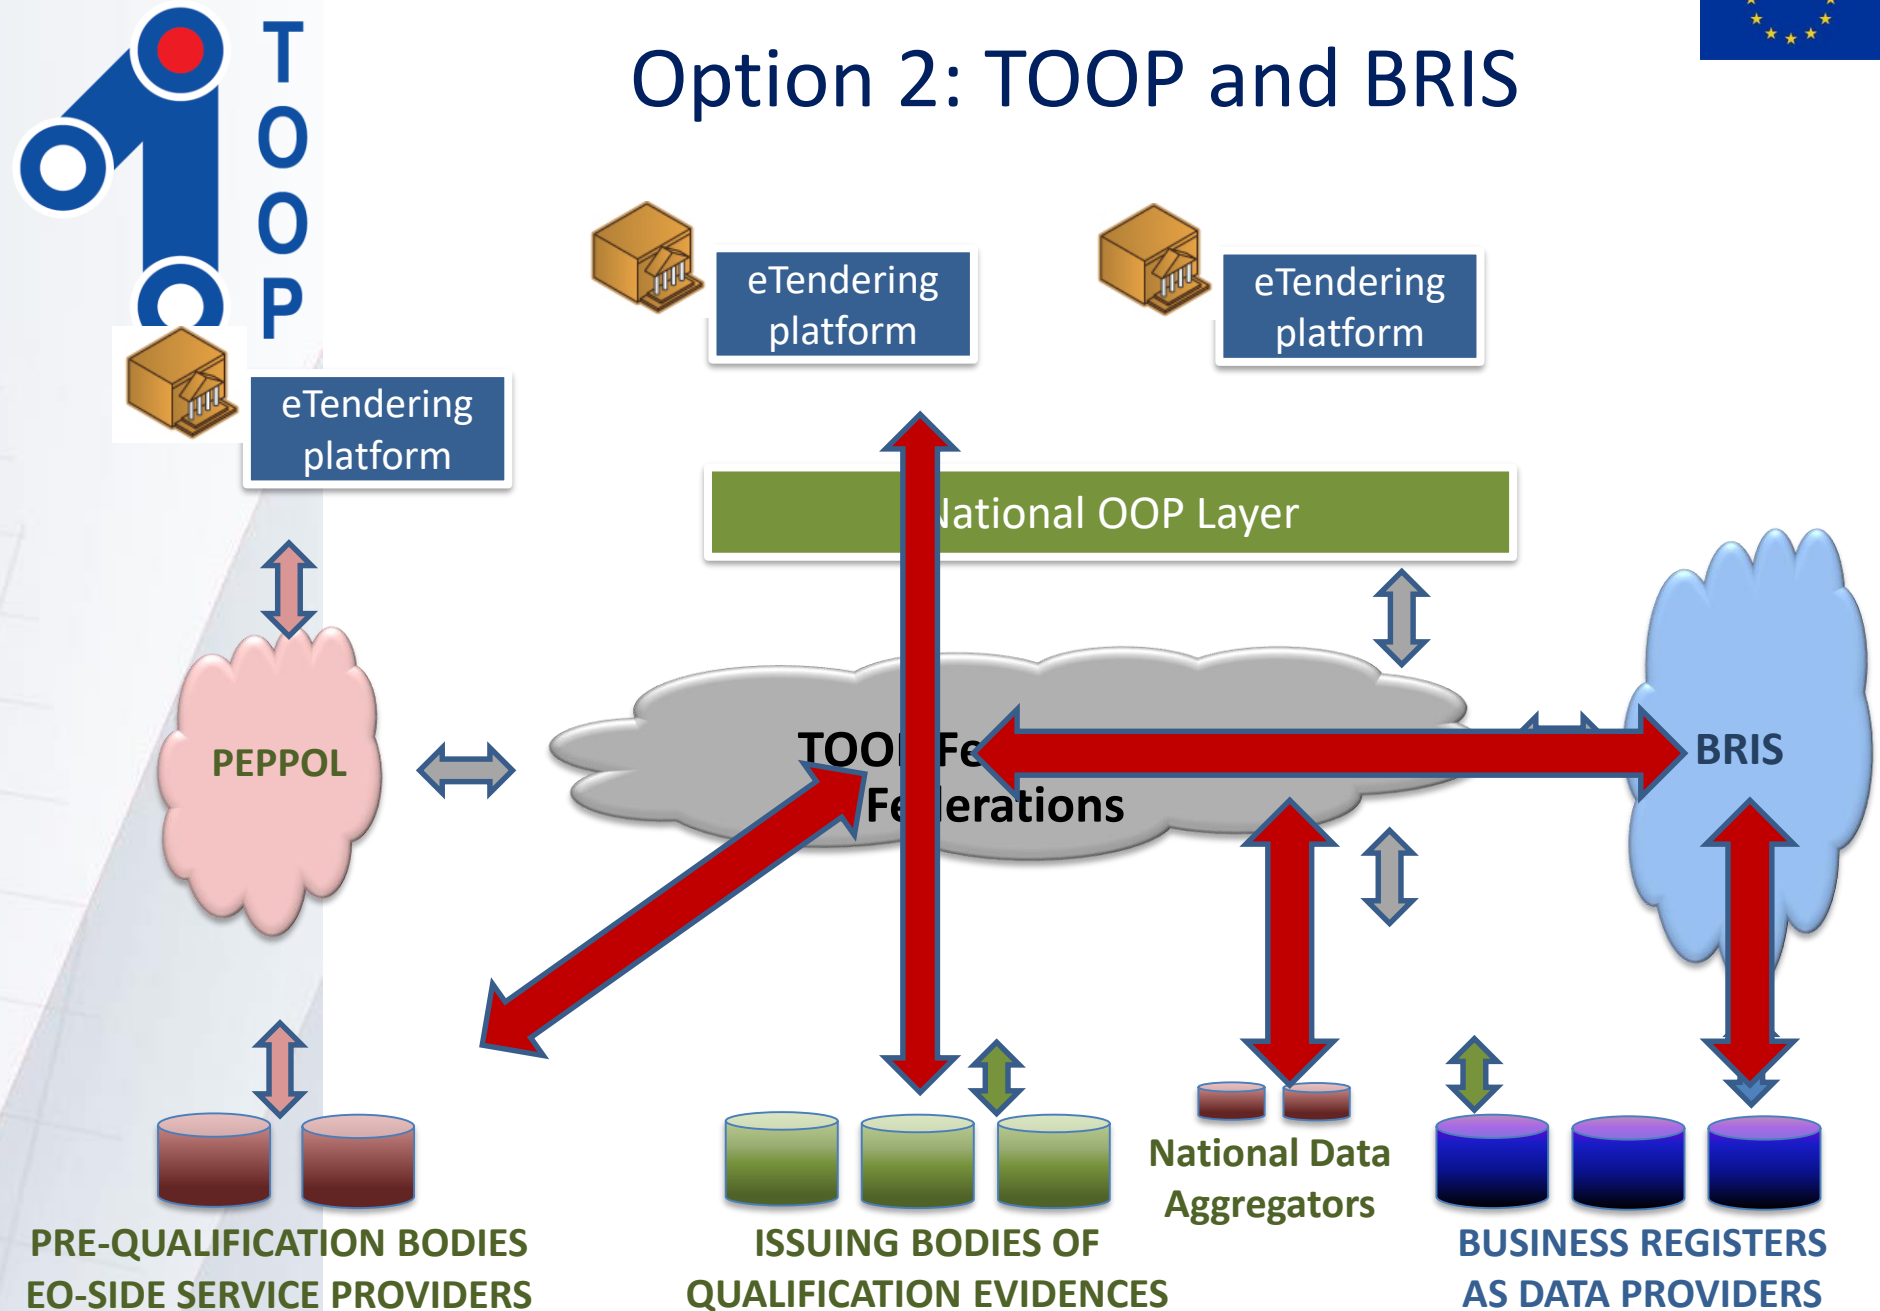 TOOP
Option 2: TOOP and BRIS
eTendering
platform
eTendering
platform
eTendering
platform
National OOP Layer
PEPPOL
Federations
BRIS
National Data
Aggregators
PRE-QUALIFICATION BODIES
EO-SIDE SERVICE PROVIDERS
ISSUING BODIES OF
QUALIFICATION EVIDENCES
BUSINESS REGISTERS
AS DATA PROVIDERS